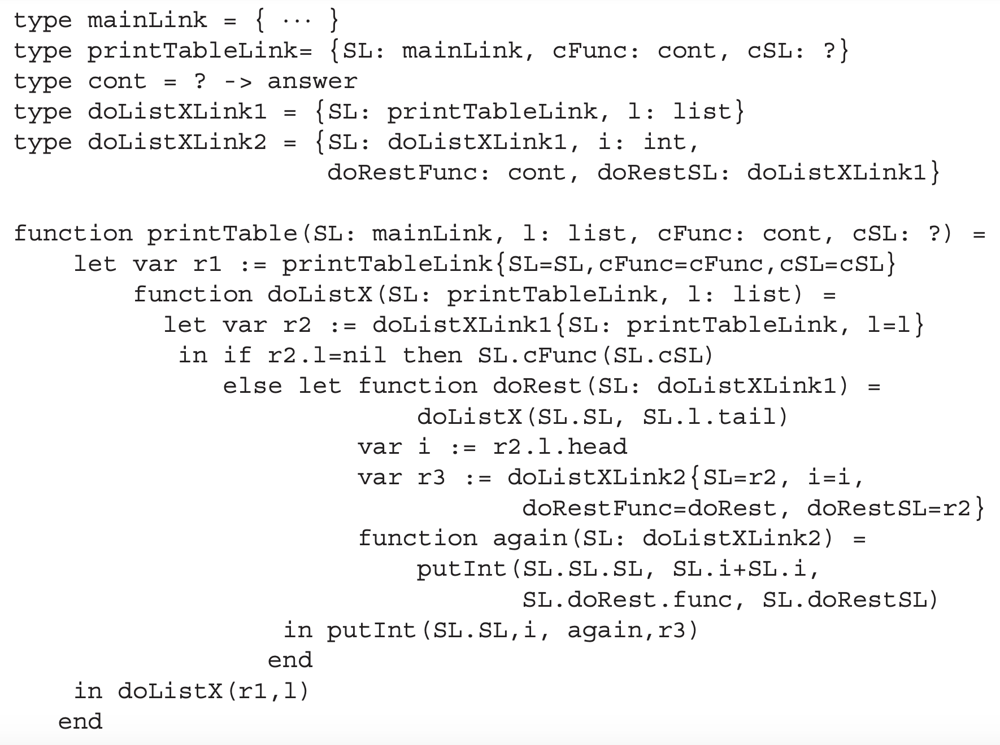 type mainLink = { ··· }
type printTableLink= {SL: mainLink, cFunc: cont, cSL: ?}
type cont = ? -> answer
type doListXLink1 = {SL: printTableLink, l: list}
type doListXLink2 = {SL: doListXLink1, i: int,
                     doRestFunc: cont, doRestSL: doListXLink1}

function printTable(SL: mainLink, l: list, cFunc: cont, cSL: ?) =
    let var r1 := printTableLink{SL=SL,cFunc=cFunc,cSL=cSL}
        function doListX(SL: printTableLink, l: list) =
          let var r2 := doListXLink1{SL: printTableLink, l=l}
           in if r2.l=nil then SL.cFunc(SL.cSL)
              else let function doRest(SL: doListXLink1) =
                           doListX(SL.SL, SL.l.tail)
                       var i := r2.l.head
                       var r3 := doListXLink2{SL=r2, i=i,
                                  doRestFunc=doRest, doRestSL=r2}
                       function again(SL: doListXLink2) =
                           putInt(SL.SL.SL, SL.i+SL.i,
                                  SL.doRest.func, SL.doRestSL)
                  in putInt(SL.SL,i, again,r3)
                 end
    in doListX(r1,l)
   end